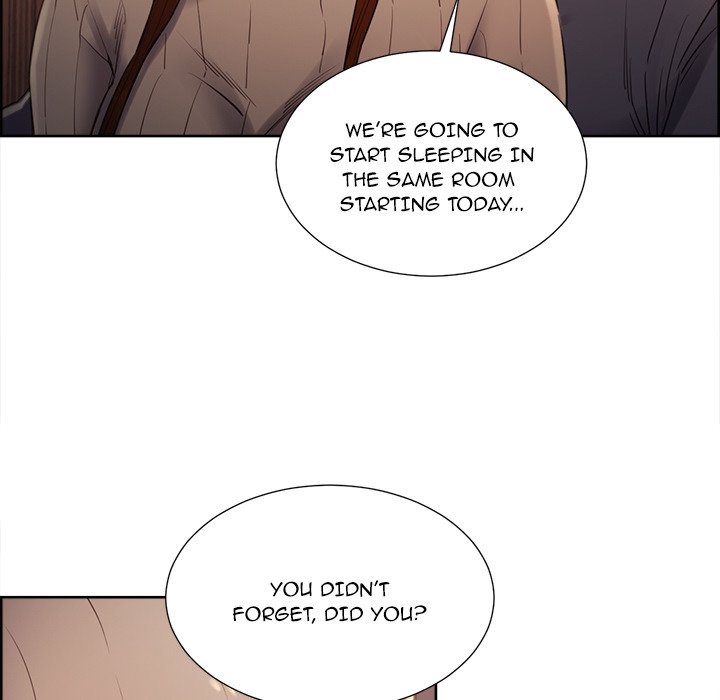 WE'RE GOING TO
START SLEEPING IN
THE SAME ROOM
STARTING TODAY...
YOU DIDN'T
FORGET, DID YOU?